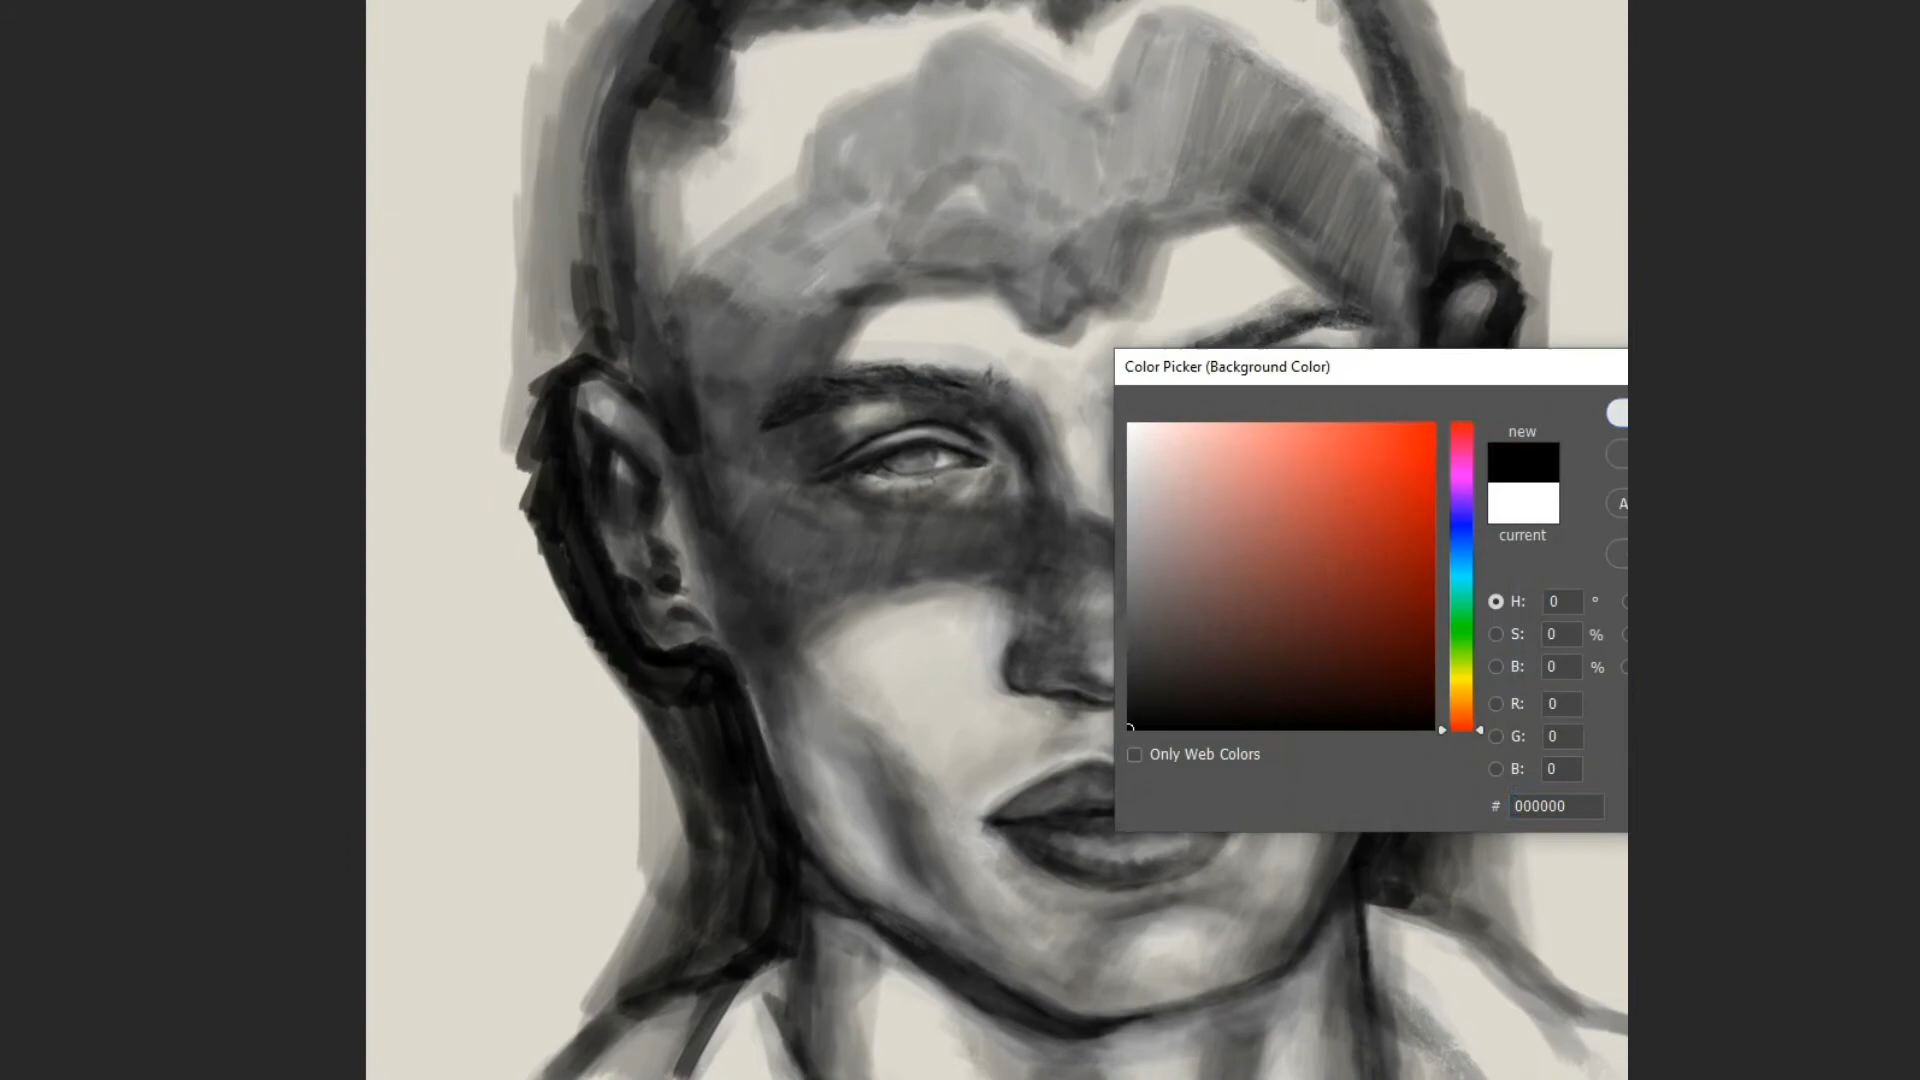 Color Picker (Background Color)
new
current
A
H: 0 °
S: 0 %
B: 0 %
R: 0
G: 0
B: 0
# 000000
Only Web Colors